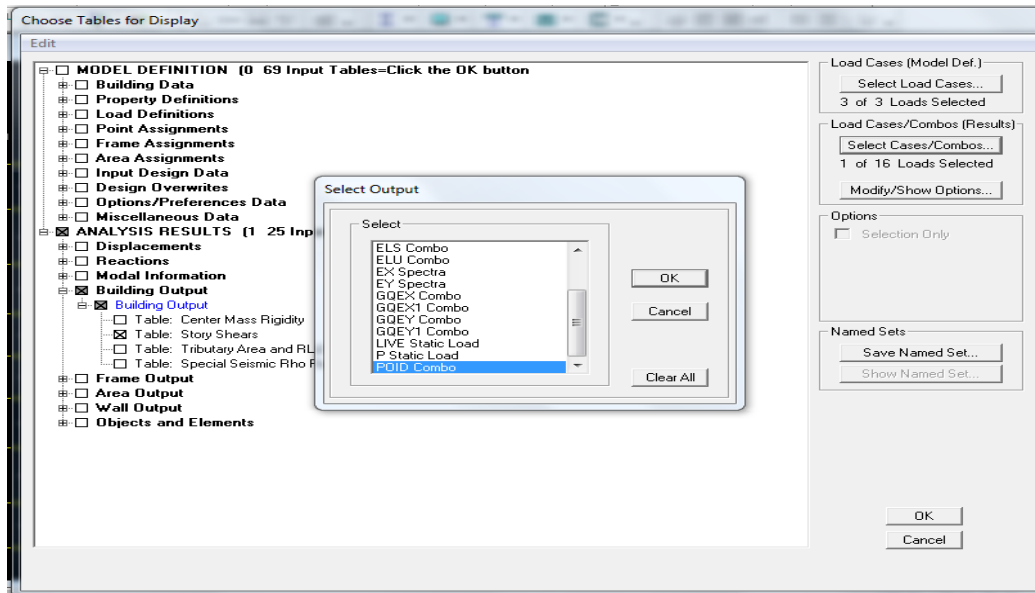 Choose Tables for Display
Edit
MODEL DEFINITION (0 69 Input Tables=Click the OK button
Building Data
Property Definitions
Load Definitions
Point Assignments
Frame Assignments
Area Assignments
Input Design Data
Design Overwrites
Options/Preferences Data
Miscellaneous Data
ANALYSIS RESULTS (1 25 Inp
Displacements
Reactions
Modal Information
Building Output
Building Output
Table: Center Mass Rigidity
Table: Story Shears
Table: Tributary Area and RL
Table: Special Seismic Rho F
Frame Output
Area Output
Wall Output
Objects and Elements
Select Output
Select
ELS Combo
ELU Combo
EX Spectra
EY Spectra
GQEX Combo
GQEX1 Combo
GQEY Combo
GQEY1 Combo
LIVE Static Load
P Static Load
POID Combo
OK
Cancel
Clear All
Load Cases (Model Def.)
Select Load Cases...
3 of 3 Loads Selected
Load Cases/Combos (Results)
Select Cases/Combos...
1 of 16 Loads Selected
Modify/Show Options...
Options
Selection Only
Named Sets
Save Named Set...
Show Named Set...
OK
Cancel